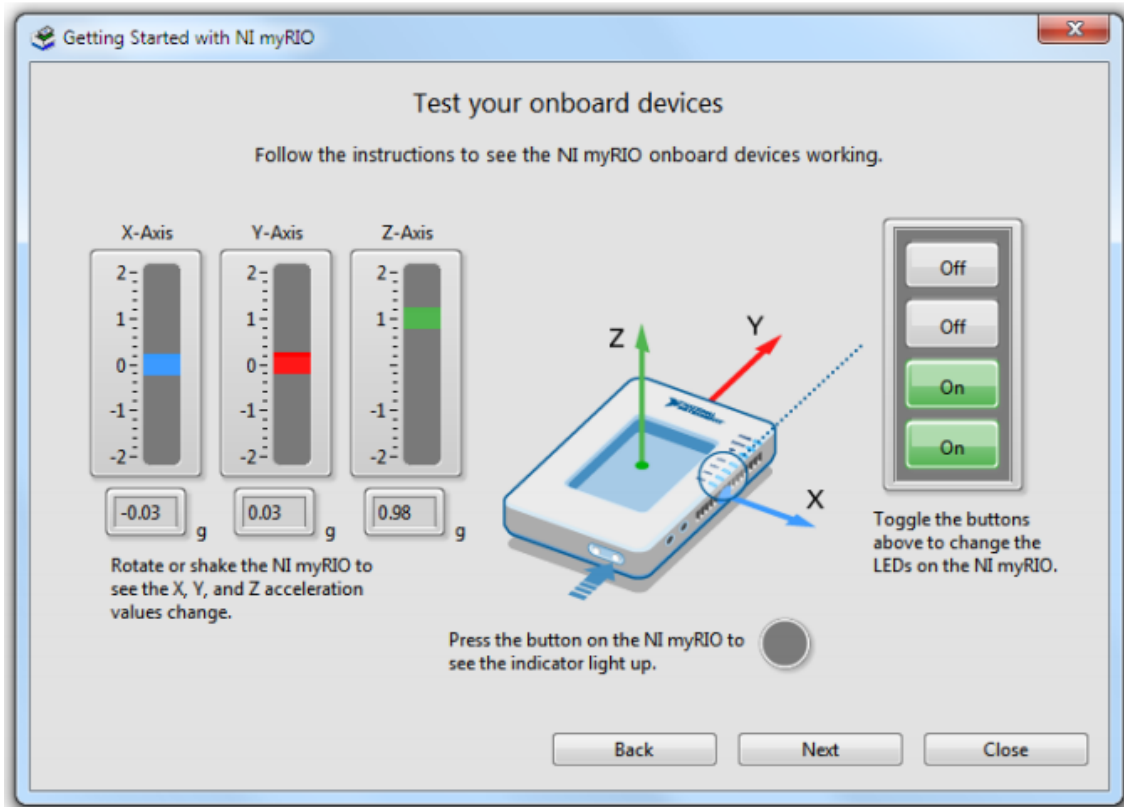 Getting Started with NI myRIO
X
Test your onboard devices
Follow the instructions to see the NI myRIO onboard devices working.
X-Axis
2
1
0
-1
-2
-0.03 g
Y-Axis
2
1
0
-1
-2
0.03 g
Z-Axis
2
1
0
-1
-2
0.98 g
Rotate or shake the NI myRIO to
see the X, Y, and Z acceleration
values change.
Z
Y
X
Press the button on the NI myRIO to
see the indicator light up.
Off
Off
On
On
Toggle the buttons
above to change the
LEDs on the NI myRIO.
Back
Next
Close